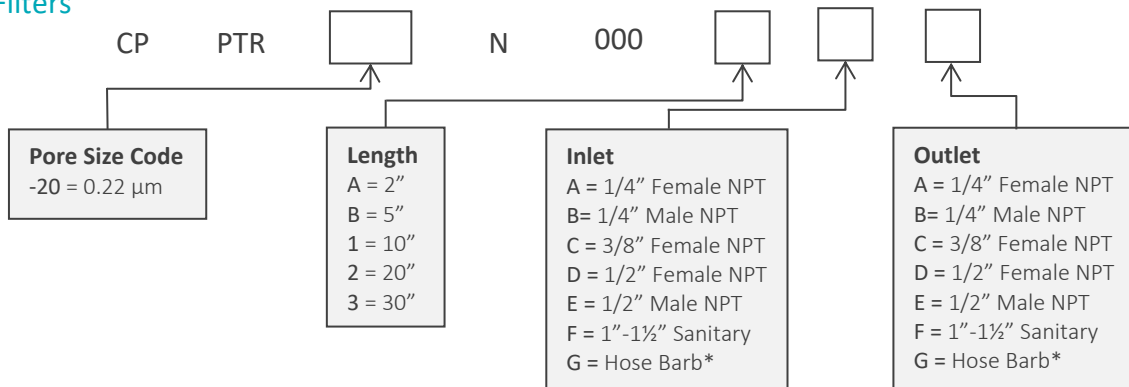 Filters
CP PTR N 000
Pore Size Code
-20 = 0.22 µm
Length
A = 2”
B = 5”
1 = 10”
2 = 20”
3 = 30”
Inlet
A = 1/4” Female NPT
B= 1/4” Male NPT
C = 3/8” Female NPT
D = 1/2” Female NPT
E = 1/2” Male NPT
F = 1”-1½” Sanitary
G = Hose Barb*
Outlet
A = 1/4” Female NPT
B= 1/4” Male NPT
C = 3/8” Female NPT
D = 1/2” Female NPT
E = 1/2” Male NPT
F = 1”-1½” Sanitary
G = Hose Barb*